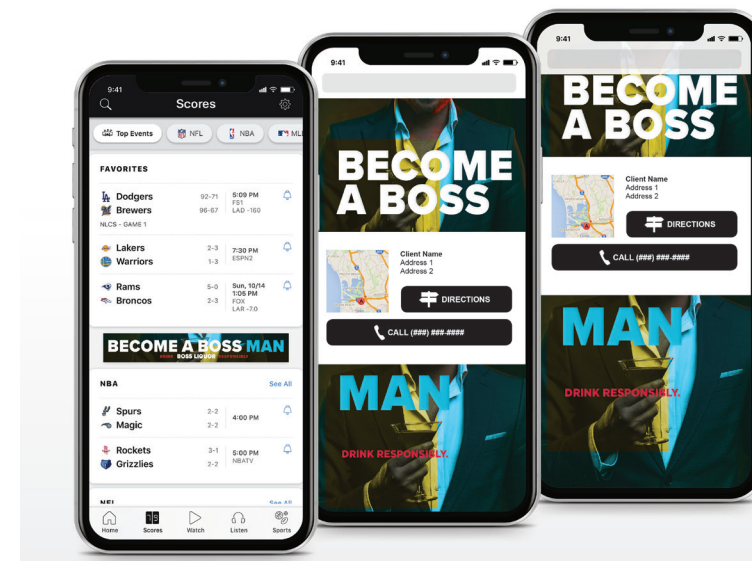 9:41
Scores
Top Events
NFL
NBA
ML
FAVORITES
Dodgers 92-71 5:09 PM
FS1
Brewers 96-67 LAD -160
NLCS - GAME 1
Lakers 2-3 7:30 PM
Warriors 1-3 ESPN2
Rams 5-0 Sun, 10/14
1:05 PM
Broncos 2-3 FOX
LAR -7.0
BECOME A BOSS MAN
DRINK BOSS LIQUOR RESPONSIBLY
NBA See All
Spurs 2-2 4:00 PM
Magic 2-2
Rockets 3-1 5:00 PM
Grizzlies 2-2 NBATV
NFL See All
Home Scores Watch Listen Sports
9:41
BECOME
A BOSS
Client Name
Address 1
Address 2
DIRECTIONS
CALL (###) ###-####
MAN
DRINK RESPONSIBLY.
9:41
BECOME
A BOSS
Client Name
Address 1
Address 2
DIRECTIONS
CALL (###) ###-####
MAN
DRINK RESPONSIBLY.